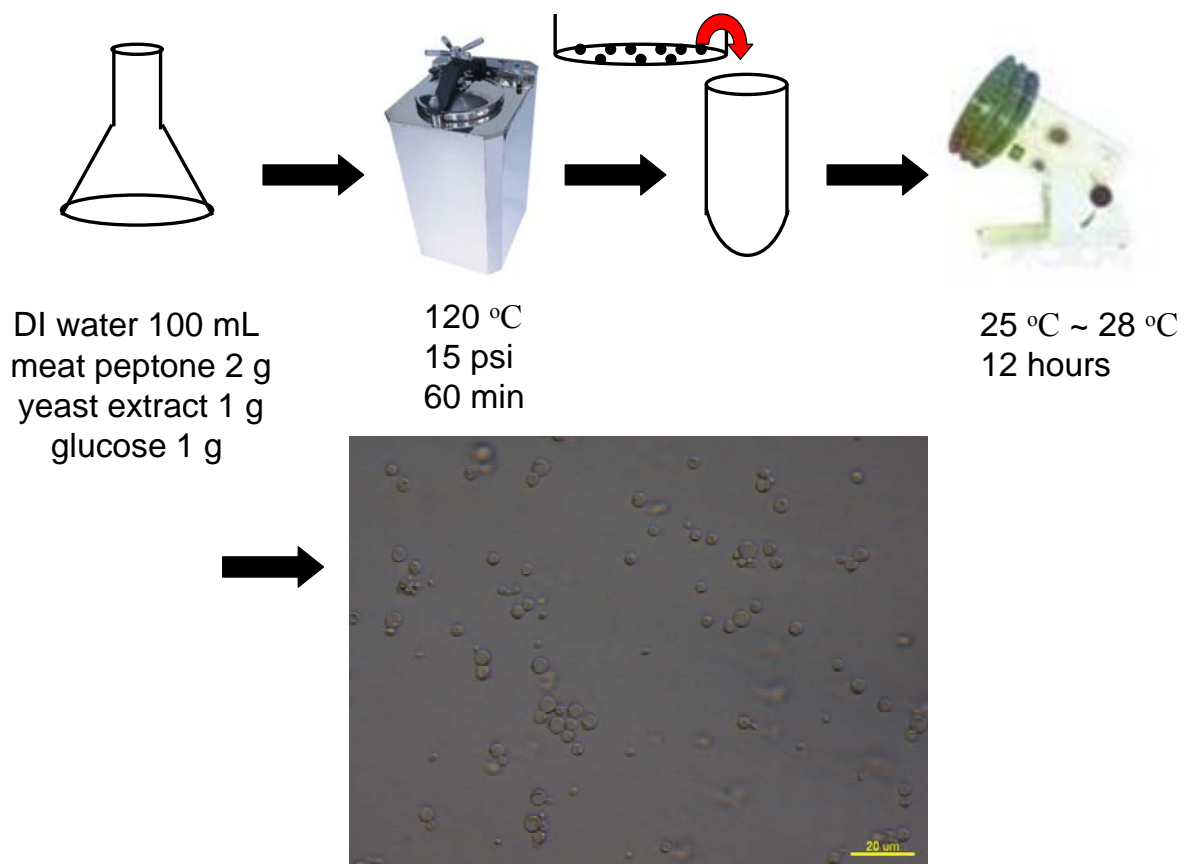 DI water 100 mL
meat peptone 2 g
yeast extract 1 g
glucose 1 g
120 °C
15 psi
60 min
25 °C ~ 28 °C
12 hours
20 um